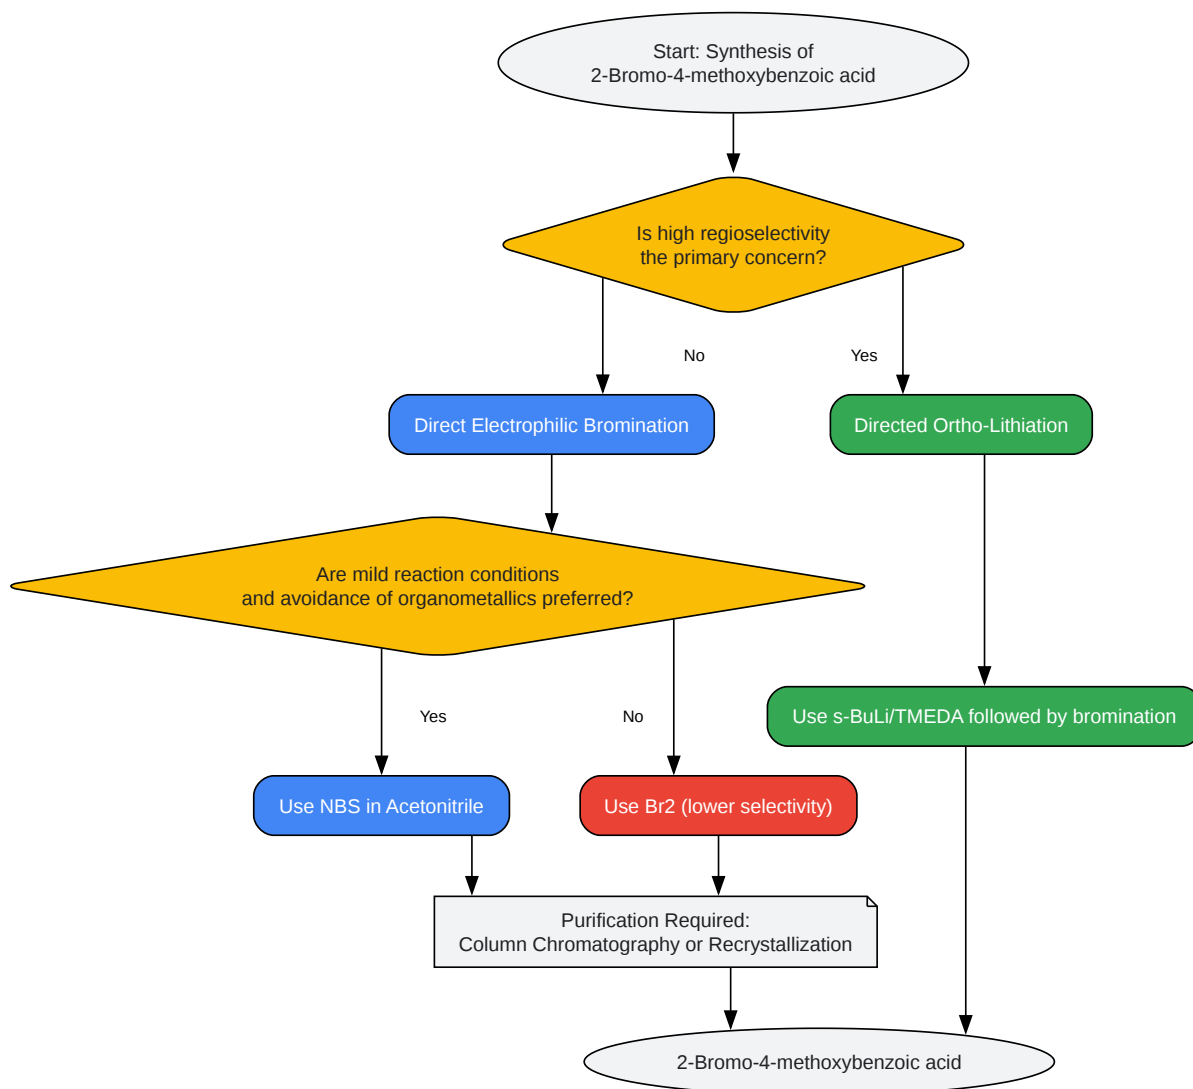 Start: Synthesis of
2-Bromo-4-methoxybenzoic acid
Is high regioselectivity
the primary concern?
No
Yes
Direct Electrophilic Bromination
Directed Ortho-Lithiation
Are mild reaction conditions
and avoidance of organometallics preferred?
Yes
No
Use s-BuLi/TMEDA followed by bromination
Use NBS in Acetonitrile
Use Br2 (lower selectivity)
Purification Required:
Column Chromatography or Recrystallization
2-Bromo-4-methoxybenzoic acid